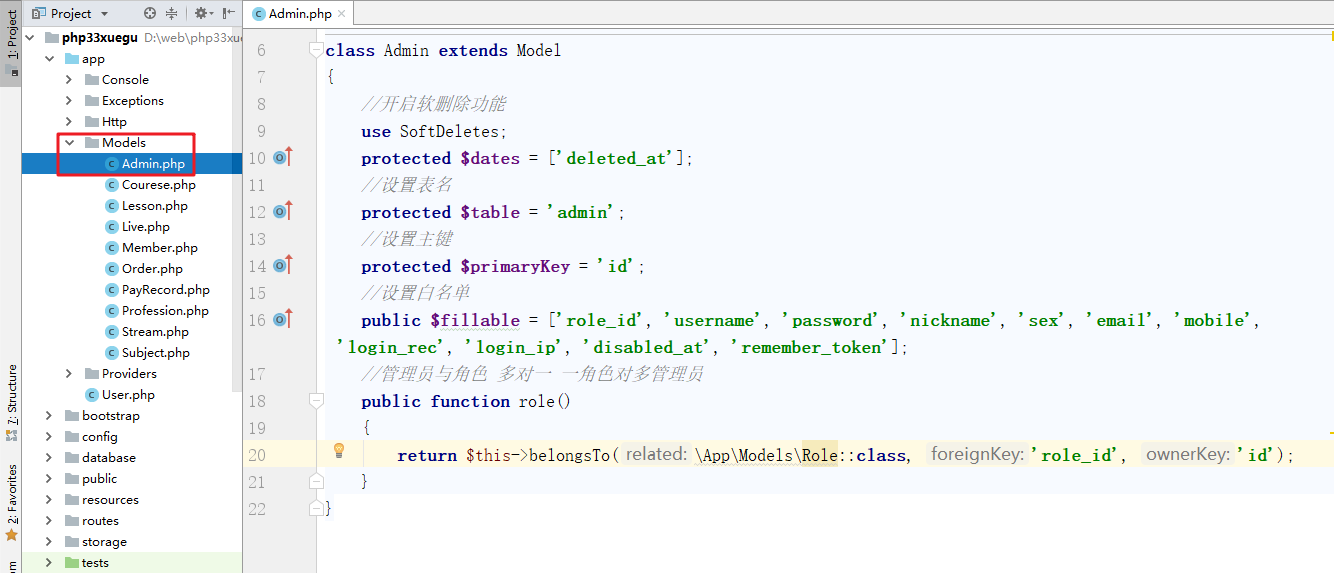 Project
Admin.php
1: Project
php33xuegu D:\web\php33xue
app
Console
Exceptions
Http
Models
Admin.php
Courese.php
Lesson.php
Live.php
Member.php
Order.php
PayRecord.php
Profession.php
Stream.php
Subject.php
Providers
User.php
bootstrap
config
database
public
resources
routes
storage
tests
7: Structure
2: Favorites
om
6 class Admin extends Model
7 {
8 //开启软删除功能
9 use SoftDeletes;
10 protected $dates = ['deleted_at'];
11 //设置表名
12 protected $table = 'admin';
13 //设置主键
14 protected $primaryKey = 'id';
15 //设置白名单
16 public $fillable = ['role_id', 'username', 'password', 'nickname', 'sex', 'email', 'mobile',
'login_rec', 'login_ip', 'disabled_at', 'remember_token'];
17 //管理员与角色 多对一 一角色对多管理员
18 public function role()
19 {
20 return $this->belongsTo( related: \App\Models\Role::class, foreignKey: 'role_id', ownerKey: 'id');
21 }
22 }